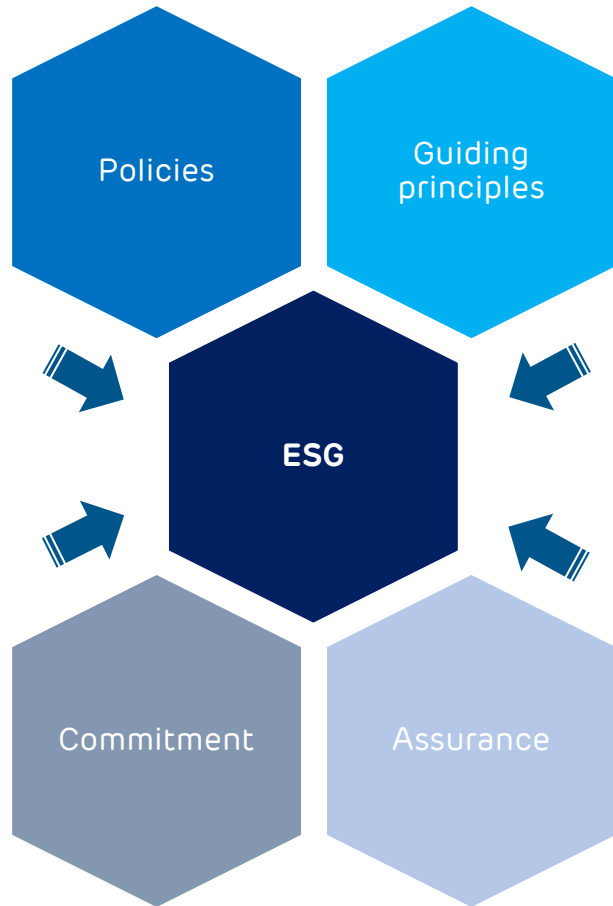 Policies
Guiding
principles
ESG
Commitment
Assurance